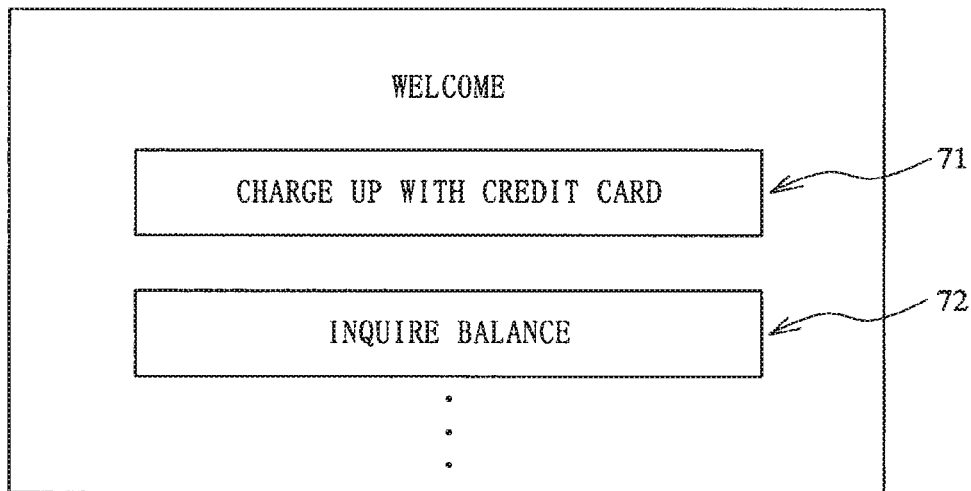 WELCOME
CHARGE UP WITH CREDIT CARD
71
INQUIRE BALANCE
72